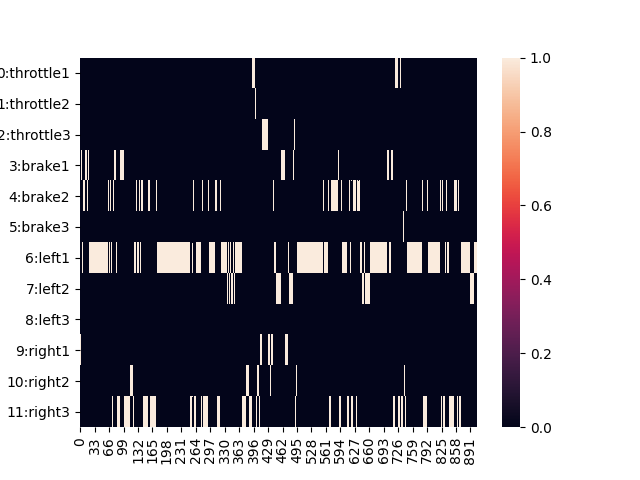 0:throttle1
1:throttle2
2:throttle3
3:brake1
4:brake2
5:brake3
6:left1
7:left2
8:left3
9:right1
10:right2
11:right3
0 33 66 99 132 165 198 231 264 297 330 363 396 429 462 495 528 561 594 627 660 693 726 759 792 825 858 891
1.0
0.8
0.6
0.4
0.2
0.0